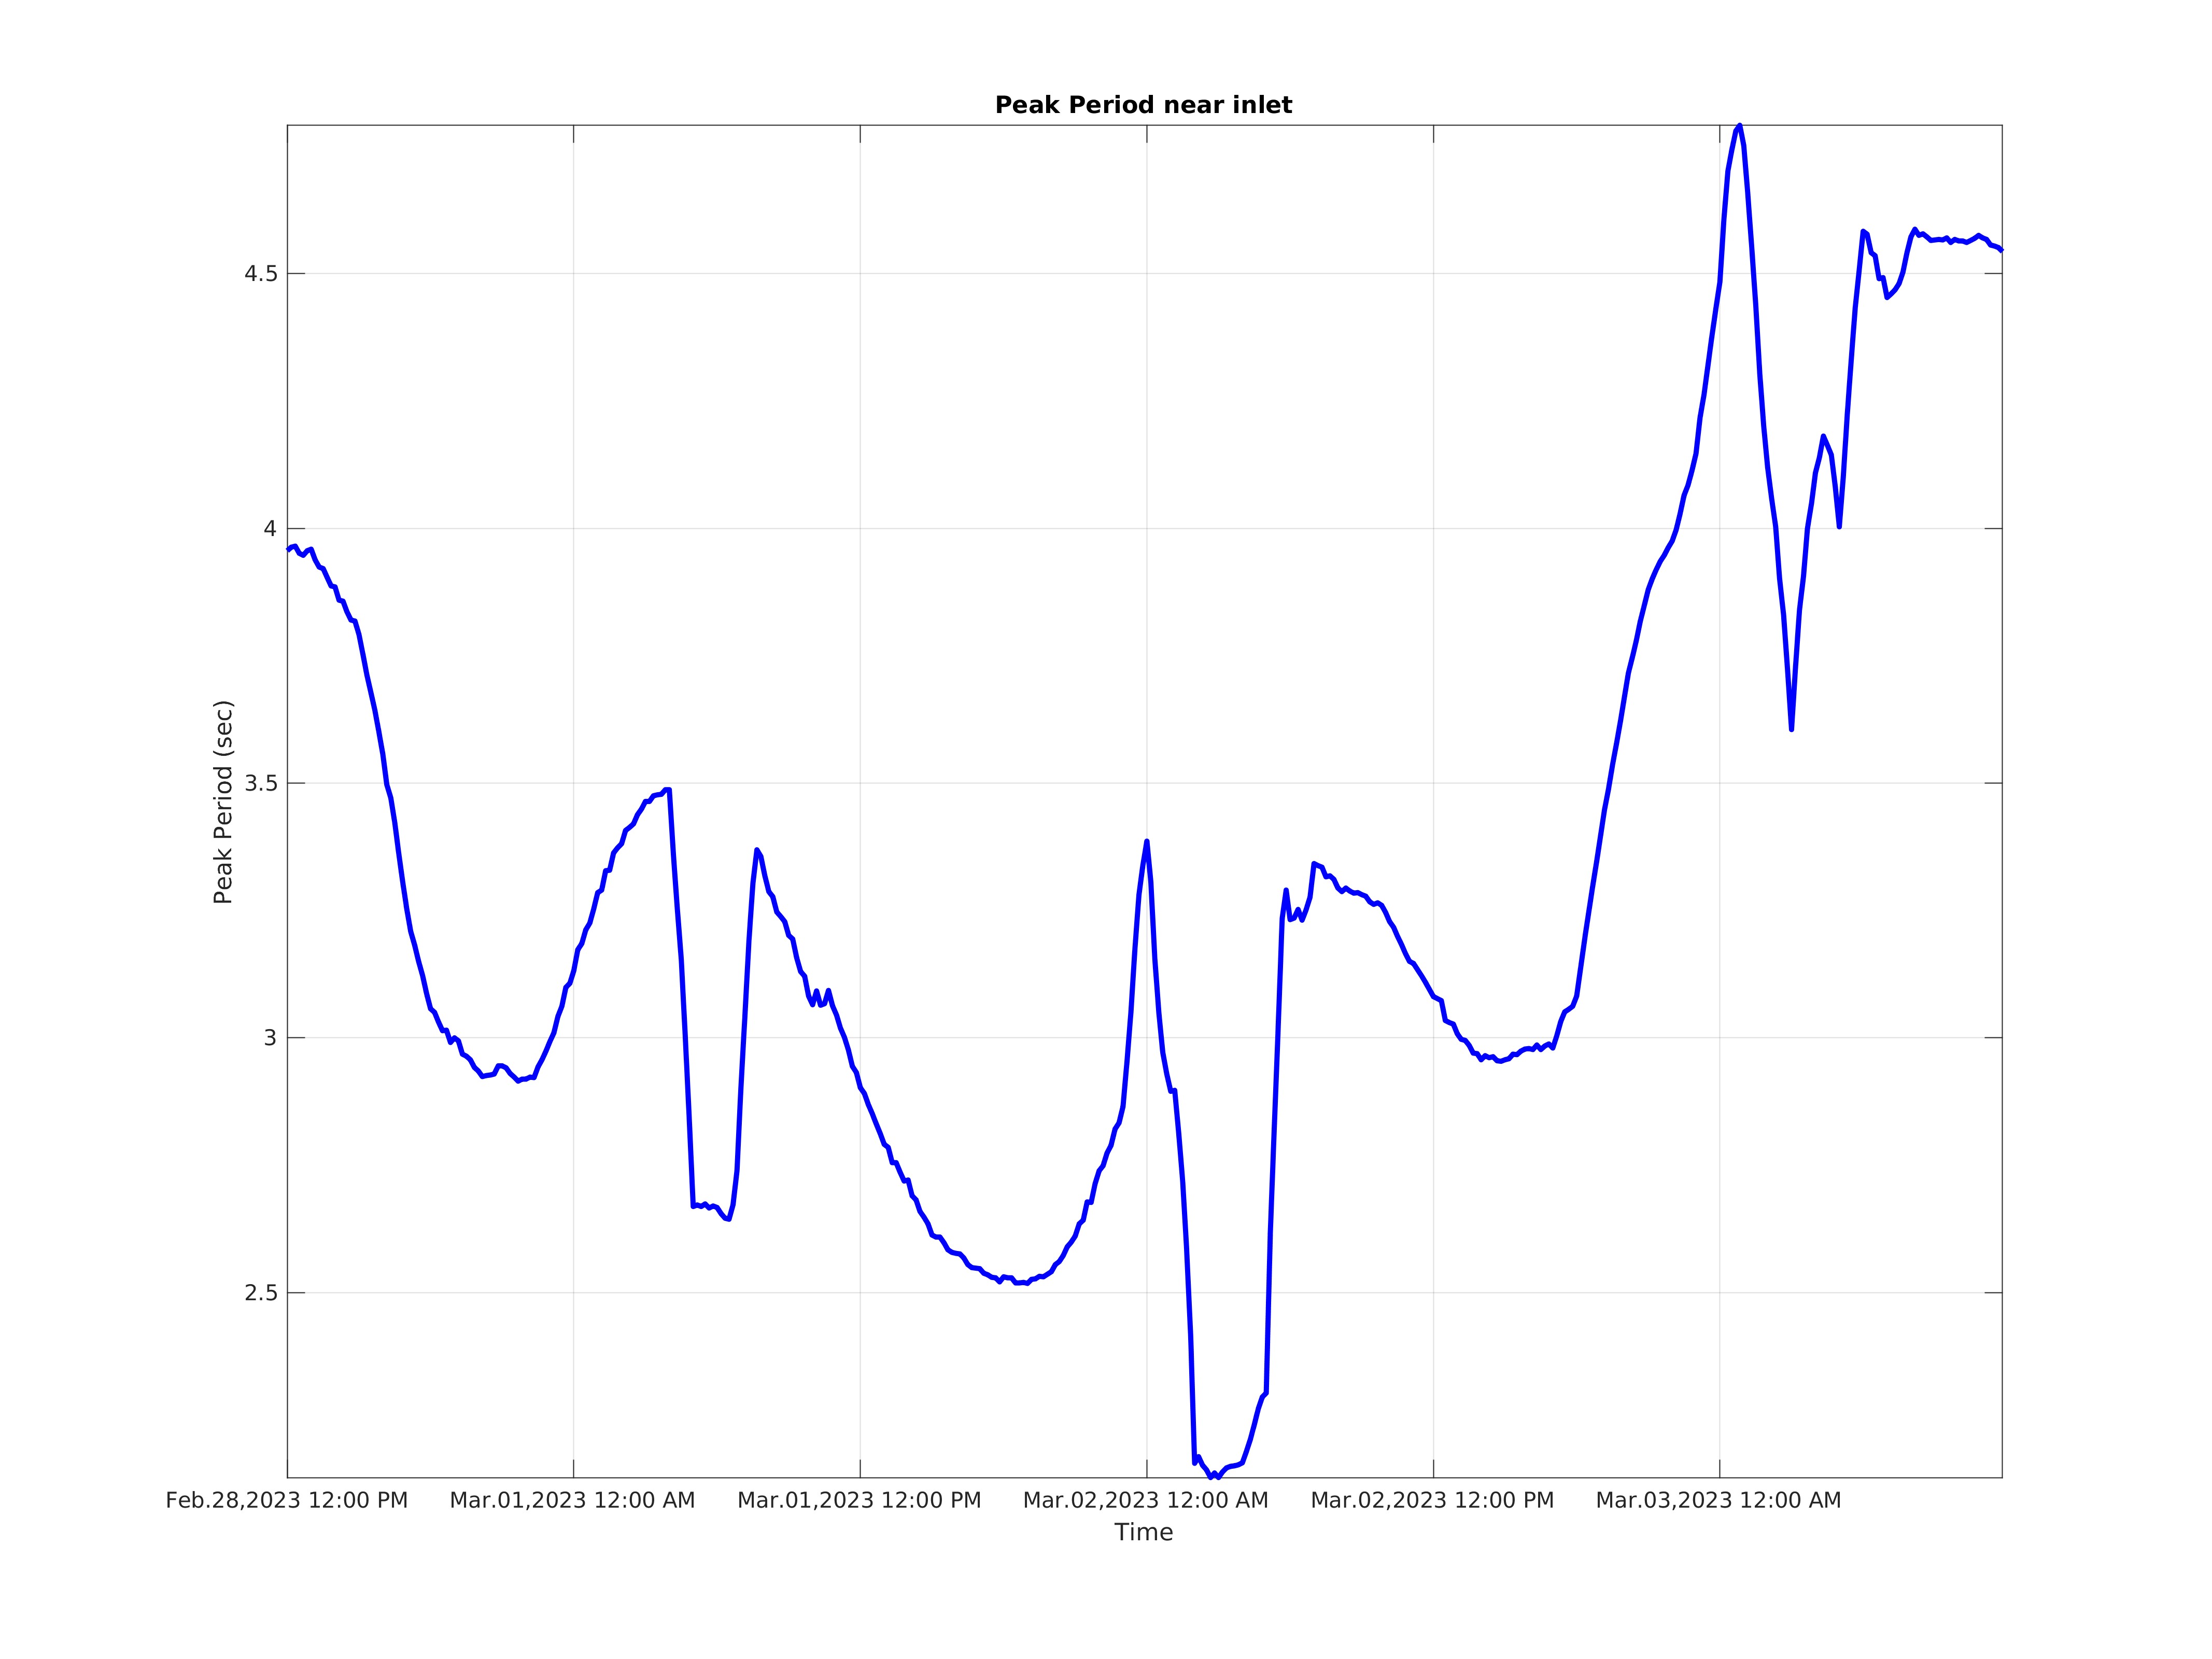 Peak Period near inlet
Peak Period (sec)
4.5
4
3.5
3
2.5
Feb.28,2023 12:00 PM
Mar.01,2023 12:00 AM
Mar.01,2023 12:00 PM
Mar.02,2023 12:00 AM
Mar.02,2023 12:00 PM
Mar.03,2023 12:00 AM
Time